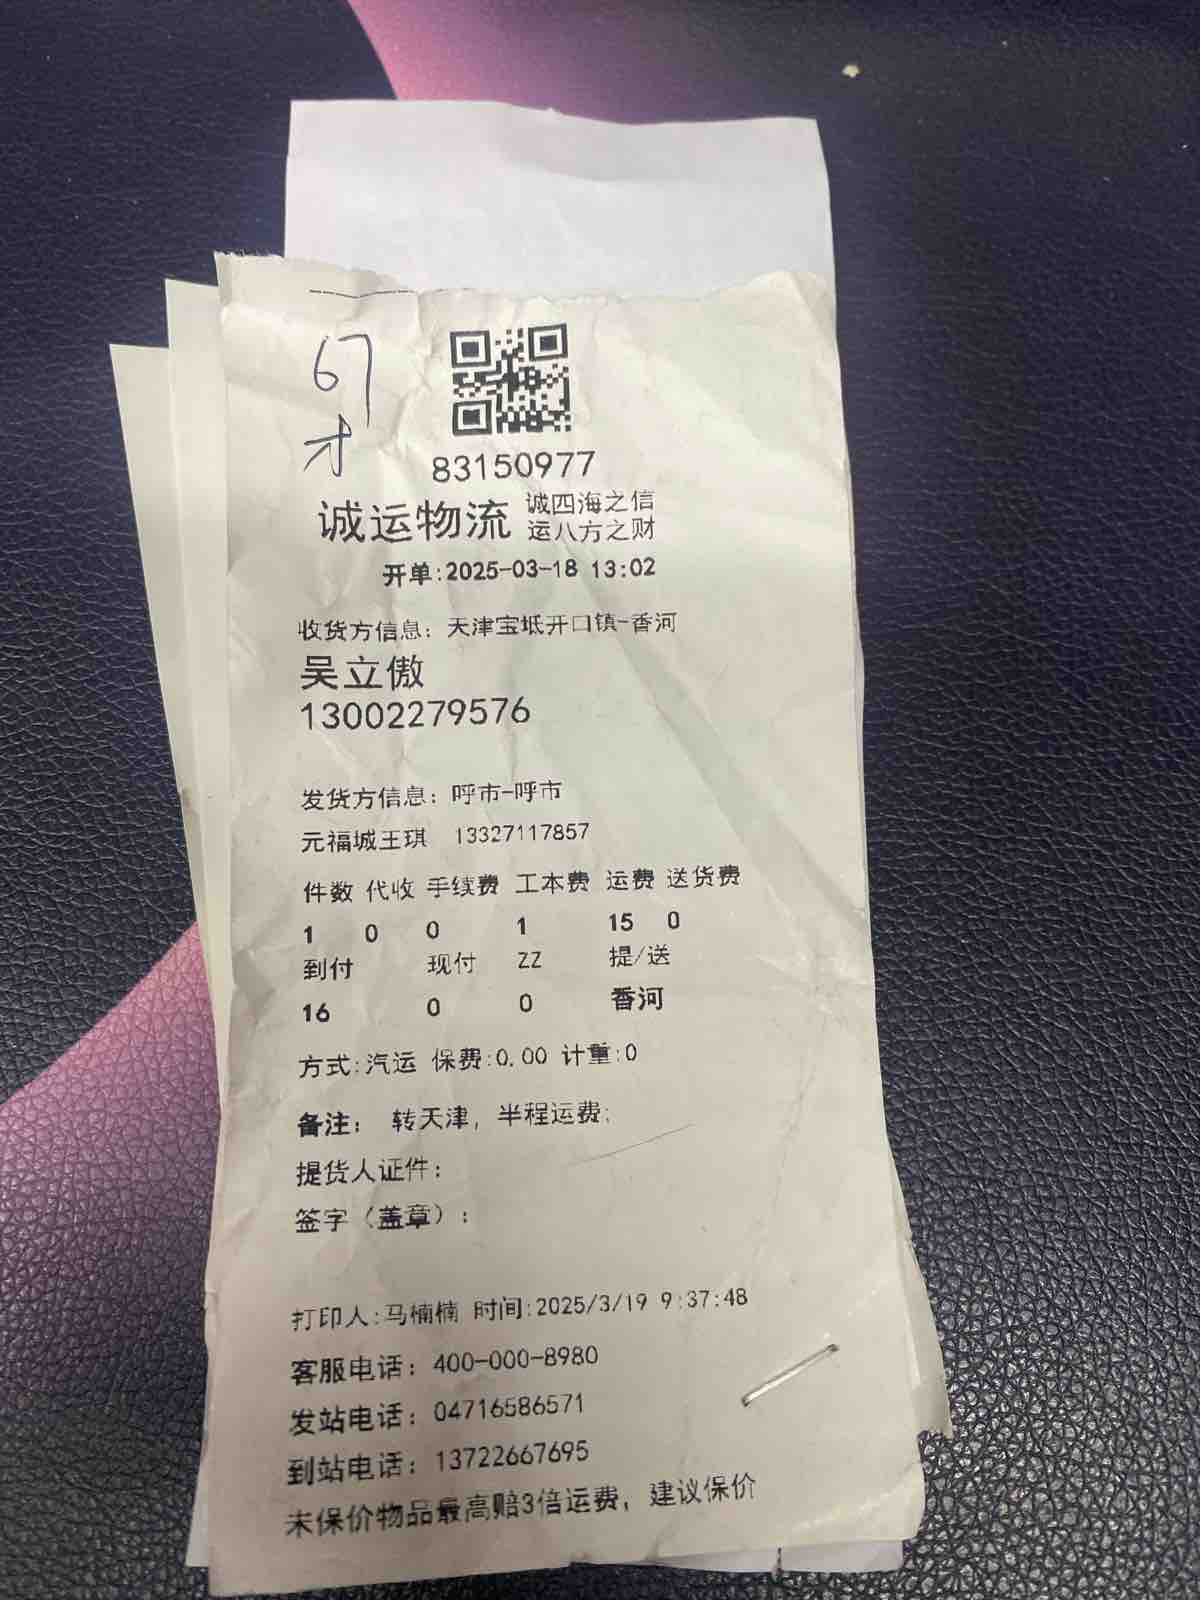 67
才
83150977
诚运物流 诚四海之信
运八方之财
开单:2025-03-18 13:02
收货方信息: 天津宝坻开口镇-香河
吴立傲
13002279576
发货方信息: 呼市-呼市
元福城王琪 13327117857
件数 代收 手续费 工本费 运费 送货费
1 0 0 1 15 0
到付 现付 ZZ 提/送
16 0 0 香河
方式:汽运 保费:0.00 计重:0
备注: 转天津, 半程运费;
提货人证件:
签字（盖章）:
打印人:马楠楠 时间:2025/3/19 9:37:48
客服电话: 400-000-8980
发站电话: 04716586571
到站电话: 13722667695
未保价物品最高赔3倍运费, 建议保价